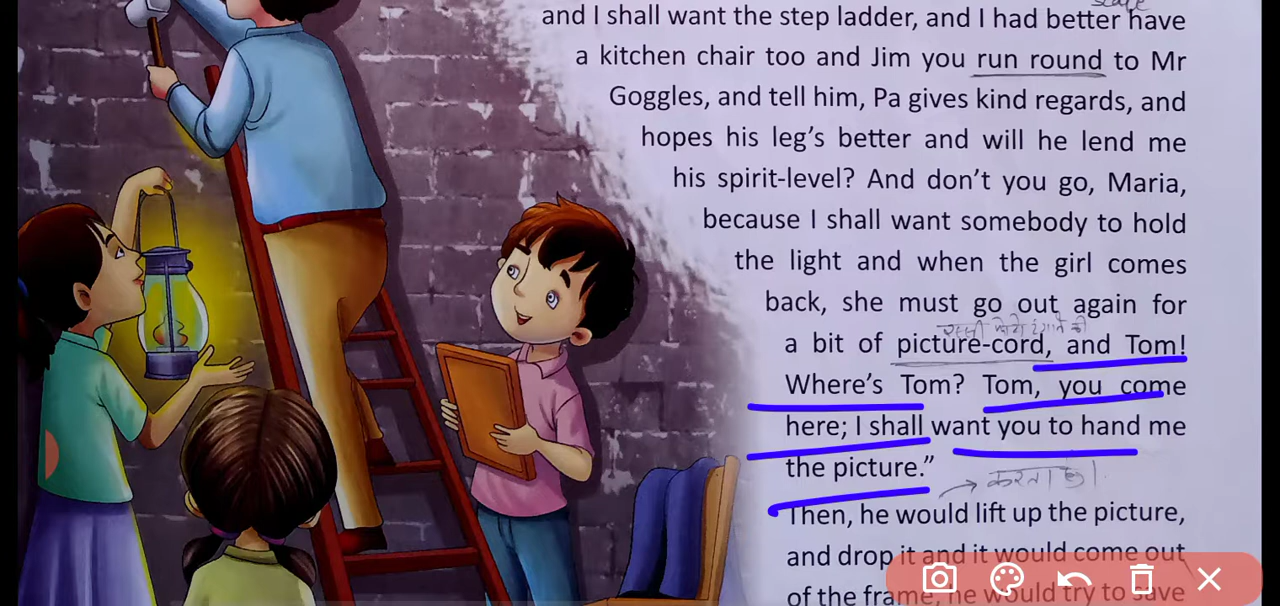 scale
and I shall want the step ladder, and I had better have
a kitchen chair too and Jim you run round to Mr
Goggles, and tell him, Pa gives kind regards, and
hopes his leg's better and will he lend me
his spirit-level? And don't you go, Maria,
because I shall want somebody to hold
the light and when the girl comes
back, she must go out again for
a bit of picture-cord, and Tom!
Where's Tom? Tom, you come
here; I shall want you to hand me
the picture."
Then, he would lift up the picture,
and drop it and it would come out
of the frame, he would try to save